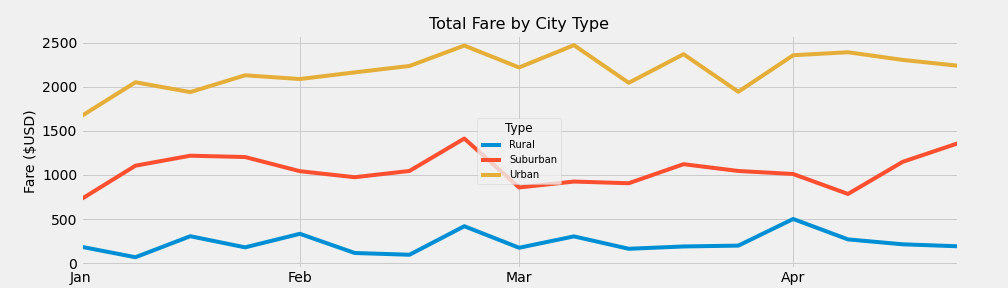 Total Fare by City Type
Fare ($USD)
2500
2000
1500
1000
500
0
Type
Rural
Suburban
Urban
Jan Feb Mar Apr